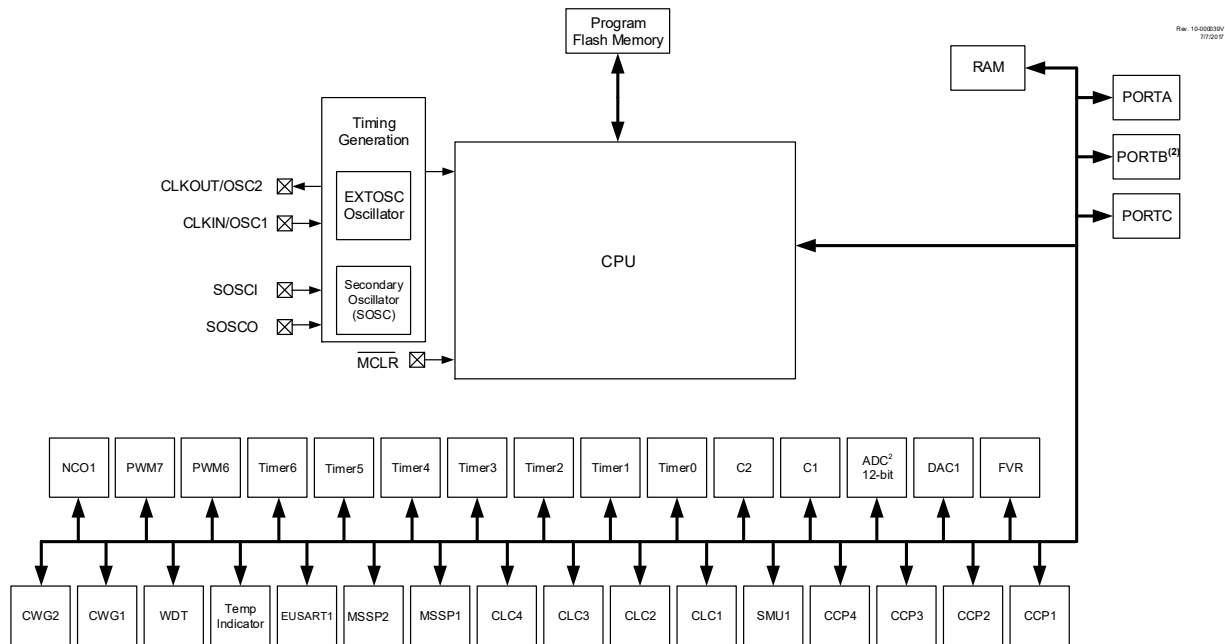 Program
Flash Memory
Rev. 10-000039V
7/7/2017
RAM
PORTA
Timing
Generation
PORTB(2)
CLKOUT/OSC2
EXTOSC
Oscillator
CLKIN/OSC1
PORTC
CPU
SOSCI
Secondary
Oscillator
(SOSC)
SOSCO
MCLR
NCO1
PWM7
PWM6
Timer6
Timer5
Timer4
Timer3
Timer2
Timer1
Timer0
C2
C1
ADC2
12-bit
DAC1
FVR
CWG2
CWG1
WDT
Temp
Indicator
EUSART1
MSSP2
MSSP1
CLC4
CLC3
CLC2
CLC1
SMU1
CCP4
CCP3
CCP2
CCP1